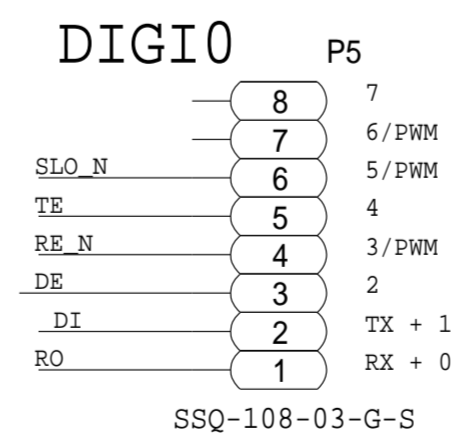 DIGI0 P5
8 7
7 6/PWM
SLO_N 6 5/PWM
TE 5 4
RE_N 4 3/PWM
DE 3 2
DI 2 TX + 1
RO 1 RX + 0
SSQ-108-03-G-S